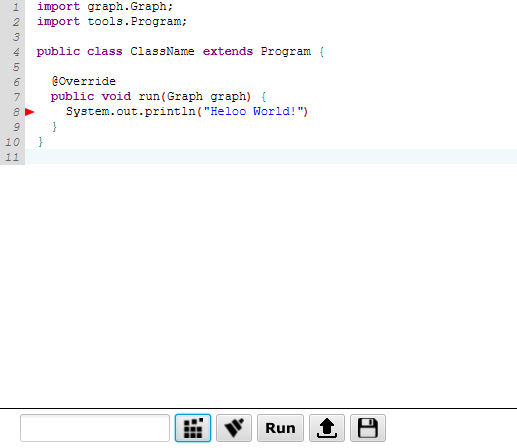 1 import graph.Graph;
2 import tools.Program;
3
4 public class ClassName extends Program {
5
6 @Override
7 public void run(Graph graph) {
8 System.out.println("Heloo World!")
9 }
10 }
11
Run